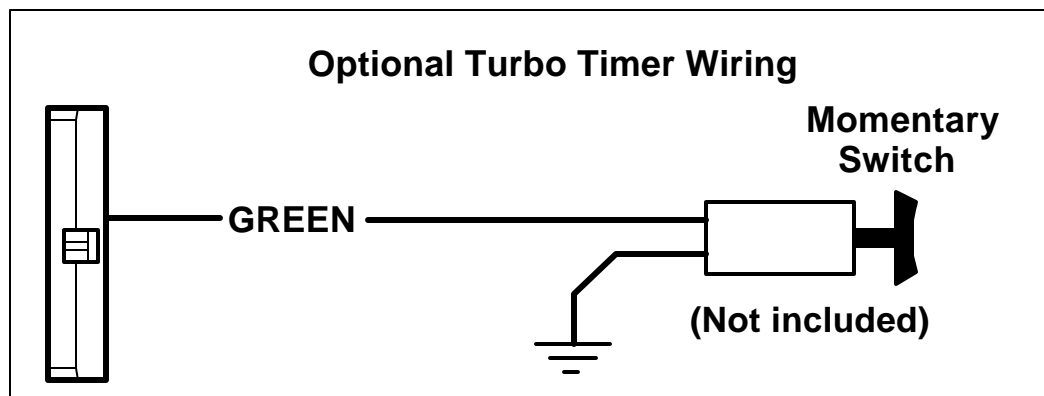 Optional Turbo Timer Wiring
Momentary
Switch
GREEN
(Not included)